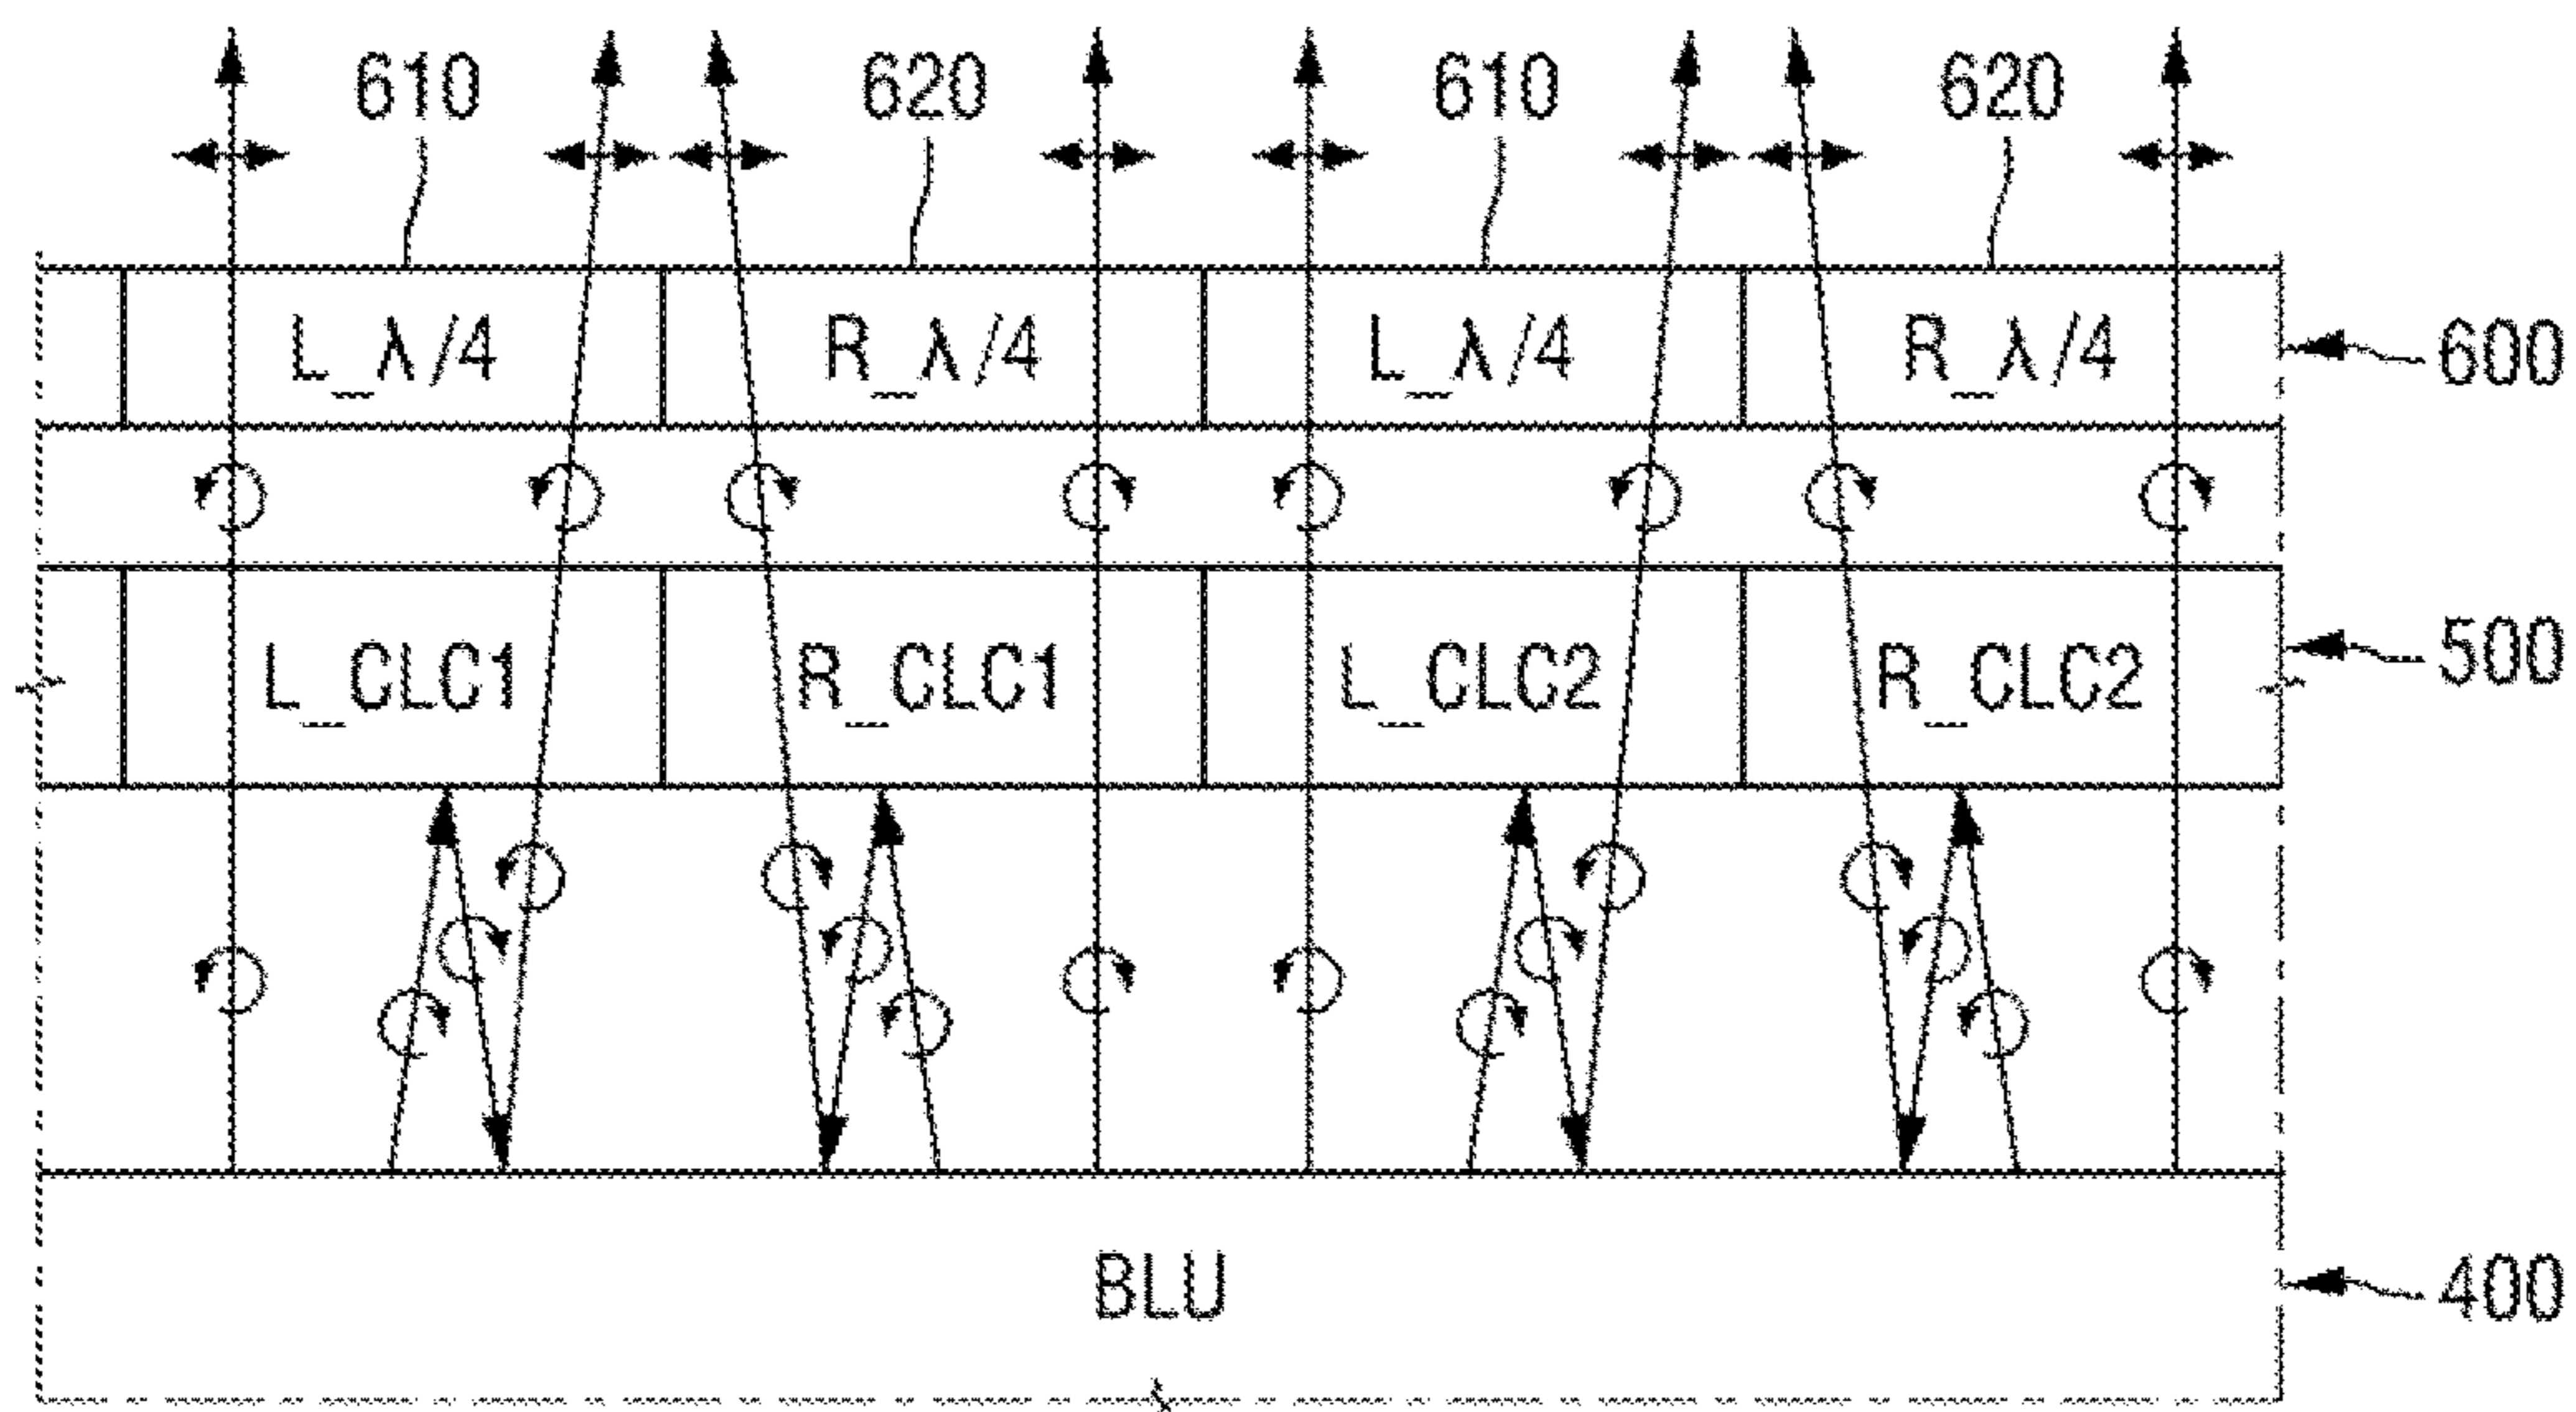 610 620 610 620
L_λ/4 R_λ/4 L_λ/4 R_λ/4 600
L_CLC1 R_CLC1 L_CLC2 R_CLC2 500
BLU 400